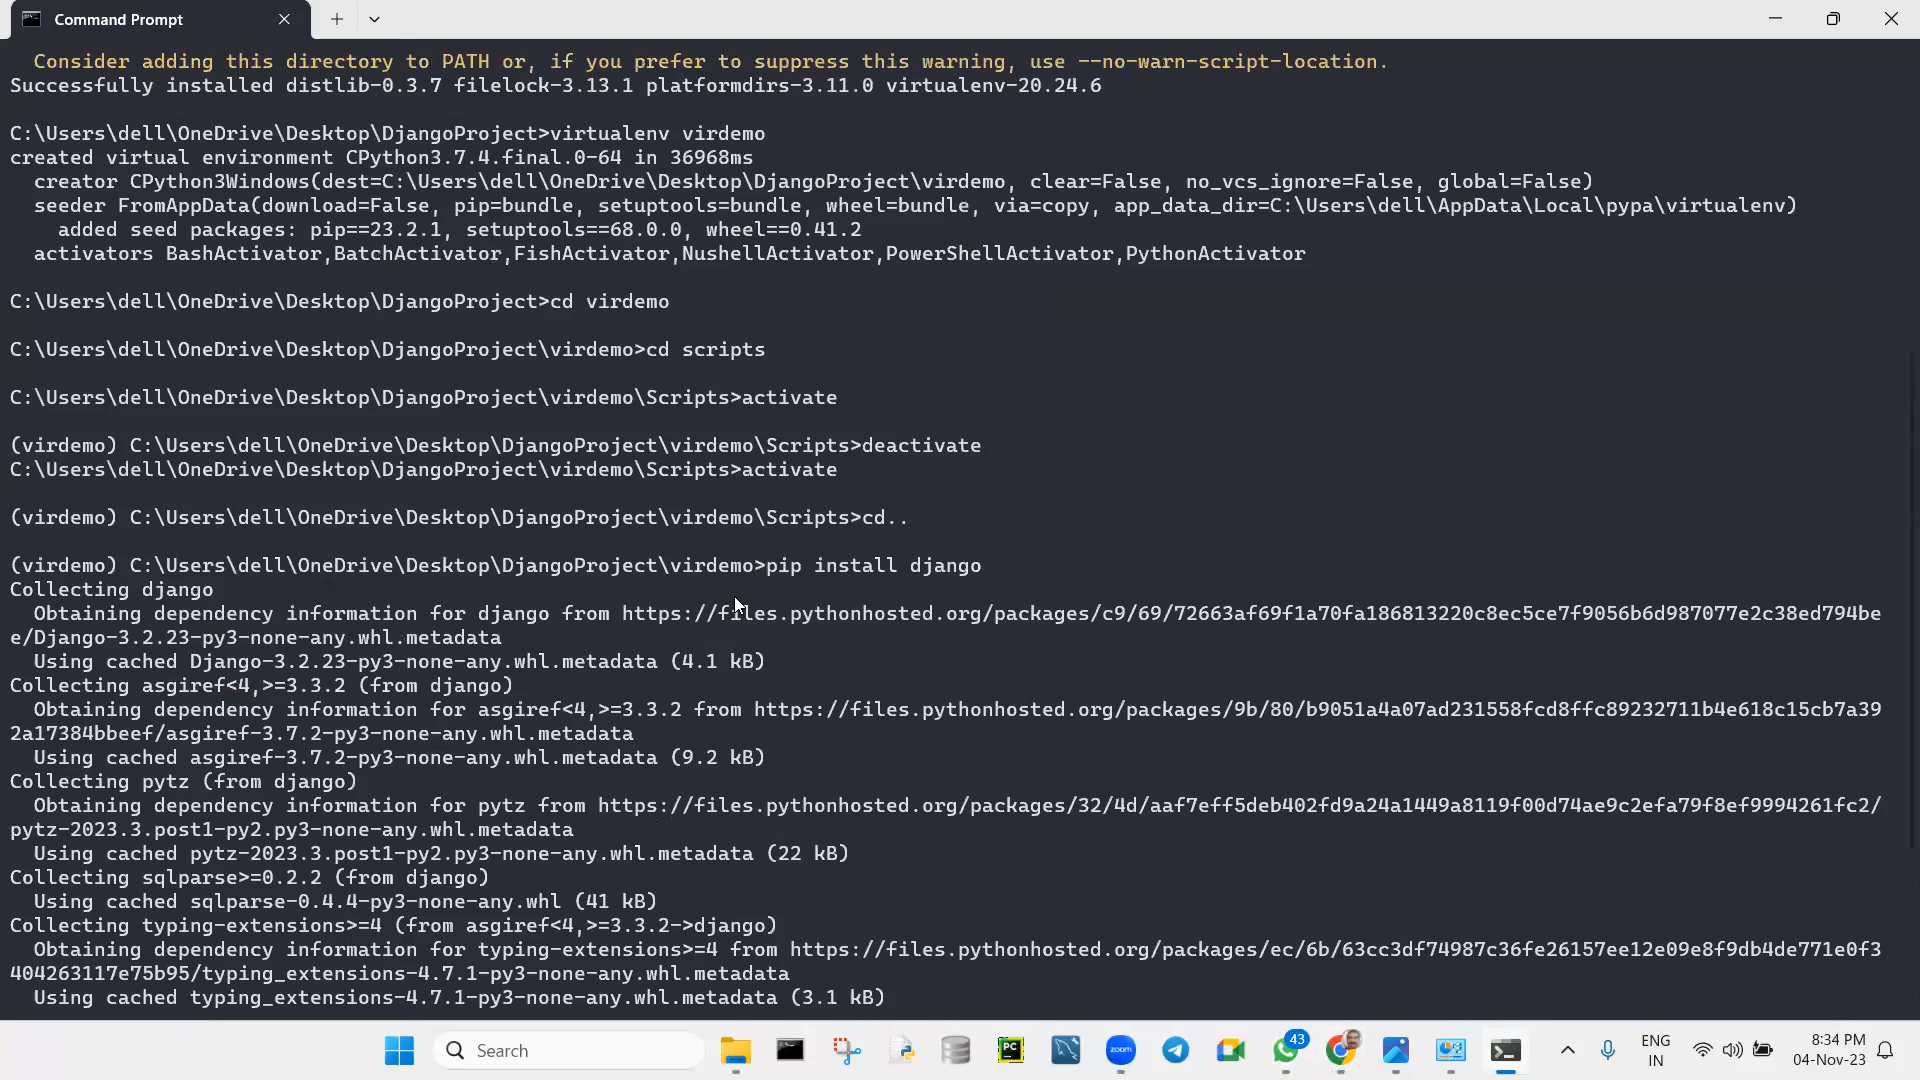 Command Prompt
Consider adding this directory to PATH or, if you prefer to suppress this warning, use --no-warn-script-location.
Successfully installed distlib-0.3.7 filelock-3.13.1 platformdirs-3.11.0 virtualenv-20.24.6
C:\Users\dell\OneDrive\Desktop\DjangoProject>virtualenv virdemo
created virtual environment CPython3.7.4.final.0-64 in 36968ms
creator CPython3Windows(dest=C:\Users\dell\OneDrive\Desktop\DjangoProject\virdemo, clear=False, no_vcs_ignore=False, global=False)
seeder FromAppData(download=False, pip=bundle, setuptools=bundle, wheel=bundle, via=copy, app_data_dir=C:\Users\dell\AppData\Local\pypa\virtualenv)
added seed packages: pip==23.2.1, setuptools==68.0.0, wheel==0.41.2
activators BashActivator,BatchActivator,FishActivator,NushellActivator,PowerShellActivator,PythonActivator
C:\Users\dell\OneDrive\Desktop\DjangoProject>cd virdemo
C:\Users\dell\OneDrive\Desktop\DjangoProject\virdemo>cd scripts
C:\Users\dell\OneDrive\Desktop\DjangoProject\virdemo\Scripts>activate
(virdemo) C:\Users\dell\OneDrive\Desktop\DjangoProject\virdemo\Scripts>deactivate
C:\Users\dell\OneDrive\Desktop\DjangoProject\virdemo\Scripts>activate
(virdemo) C:\Users\dell\OneDrive\Desktop\DjangoProject\virdemo\Scripts>cd..
(virdemo) C:\Users\dell\OneDrive\Desktop\DjangoProject\virdemo>pip install django
Collecting django
Obtaining dependency information for django from https://files.pythonhosted.org/packages/c9/69/72663af69f1a70fa186813220c8ec5ce7f9056b6d987077e2c38ed794be
e/Django-3.2.23-py3-none-any.whl.metadata
Using cached Django-3.2.23-py3-none-any.whl.metadata (4.1 kB)
Collecting asgiref<4,>=3.3.2 (from django)
Obtaining dependency information for asgiref<4,>=3.3.2 from https://files.pythonhosted.org/packages/9b/80/b9051a4a07ad231558fcd8ffc89232711b4e618c15cb7a39
2a17384bbeef/asgiref-3.7.2-py3-none-any.whl.metadata
Using cached asgiref-3.7.2-py3-none-any.whl.metadata (9.2 kB)
Collecting pytz (from django)
Obtaining dependency information for pytz from https://files.pythonhosted.org/packages/32/4d/aaf7eff5deb402fd9a24a1449a8119f00d74ae9c2efa79f8ef9994261fc2/
pytz-2023.3.post1-py2.py3-none-any.whl.metadata
Using cached pytz-2023.3.post1-py2.py3-none-any.whl.metadata (22 kB)
Collecting sqlparse>=0.2.2 (from django)
Using cached sqlparse-0.4.4-py3-none-any.whl (41 kB)
Collecting typing-extensions>=4 (from asgiref<4,>=3.3.2->django)
Obtaining dependency information for typing-extensions>=4 from https://files.pythonhosted.org/packages/ec/6b/63cc3df74987c36fe26157ee12e09e8f9db4de771e0f3
404263117e75b95/typing_extensions-4.7.1-py3-none-any.whl.metadata
Using cached typing_extensions-4.7.1-py3-none-any.whl.metadata (3.1 kB)
Search
PC
zoom
43
ENG
IN
8:34 PM
04-Nov-23